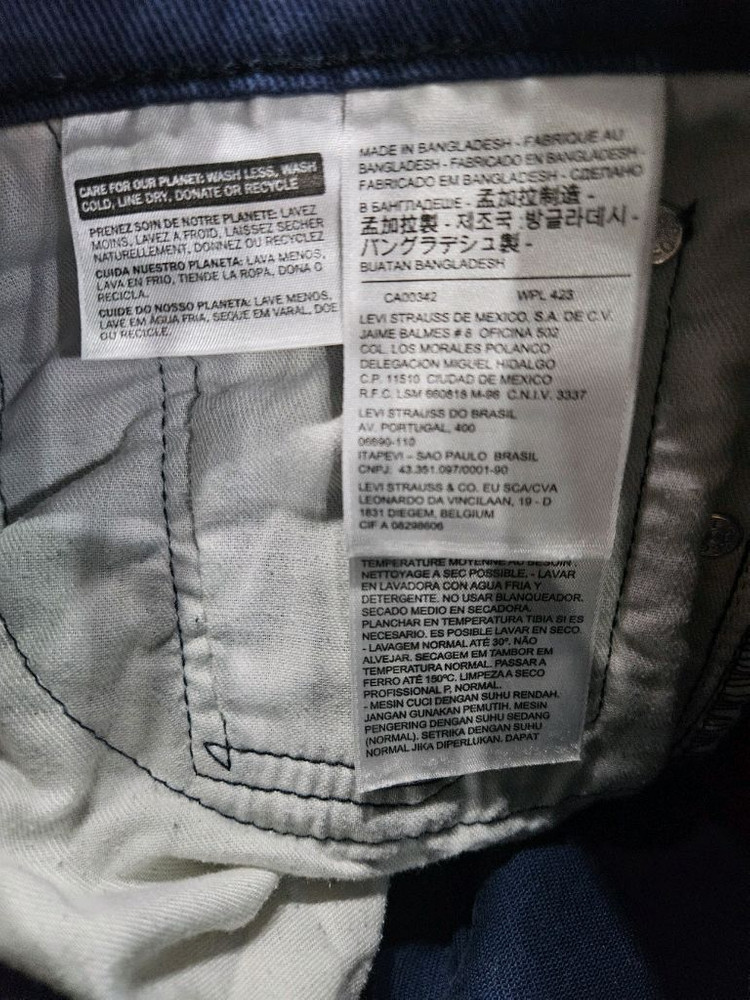 CARE FOR OUR PLANET: WASH LESS, WASH
COLD, LINE DRY, DONATE OR RECYCLE
PRENEZ SOIN DE NOTRE PLANETE: LAVEZ
MOINS, LAVEZ A FROID, LAISSEZ SECHER
NATURELLEMENT, DONNEZ OU RECYCLEZ
CUIDA NUESTRO PLANETA: LAVA MENOS,
LAVA EN FRIO, TIENDE LA ROPA, DONA O
RECICLA.
CUIDE DO NOSSO PLANETA: LAVE MENOS,
LAVE EM ÁGUA FRIA, SEQUE EM VARAL, DOE
OU RECICLE.
MADE IN BANGLADESH - FABRIQUE AU
BANGLADESH - FABRICADO EN BANGLADESH -
FABRICADO EM BANGLADESH - СДЕЛАНО
В БАНГЛАДЕШЕ - 孟加拉制造 -
孟加拉製 - 제조국 :방글라데시 -
バングラデシュ製 -
BUATAN BANGLADESH
CA00342 WPL 423
LEVI STRAUSS DE MEXICO, S.A. DE C.V.
JAIME BALMES # 8 OFICINA 502
COL. LOS MORALES POLANCO
DELEGACION MIGUEL HIDALGO
C.P. 11510 CIUDAD DE MEXICO
R.F.C. LSM 860818 M-98 C.N.I.V. 3337
LEVI STRAUSS DO BRASIL
AV. PORTUGAL, 400
06690-110
ITAPEVI – SAO PAULO BRASIL
CNPJ: 43.351.097/0001-90
LEVI STRAUSS & CO. EU SCA/CVA
LEONARDO DA VINCILAAN, 19 - D
1831 DIEGEM, BELGIUM
CIF A 08298606
TEMPERATURE MOYENNE AU BESOIN.
NETTOYAGE A SEC POSSIBLE. - LAVAR
EN LAVADORA CON AGUA FRIA Y
DETERGENTE. NO USAR BLANQUEADOR.
SECADO MEDIO EN SECADORA.
PLANCHAR EN TEMPERATURA TIBIA SI ES
NECESARIO. ES POSIBLE LAVAR EN SECO.
- LAVAGEM NORMAL ATÉ 30º. NÃO
ALVEJAR. SECAGEM EM TAMBOR EM
TEMPERATURA NORMAL. PASSAR A
FERRO ATÉ 150ºC. LIMPEZA A SECO
PROFISSIONAL P, NORMAL.
- MESIN CUCI DENGAN SUHU RENDAH.
JANGAN GUNAKAN PEMUTIH. MESIN
PENGERING DENGAN SUHU SEDANG
(NORMAL). SETRIKA DENGAN SUHU
NORMAL JIKA DIPERLUKAN. DAPAT